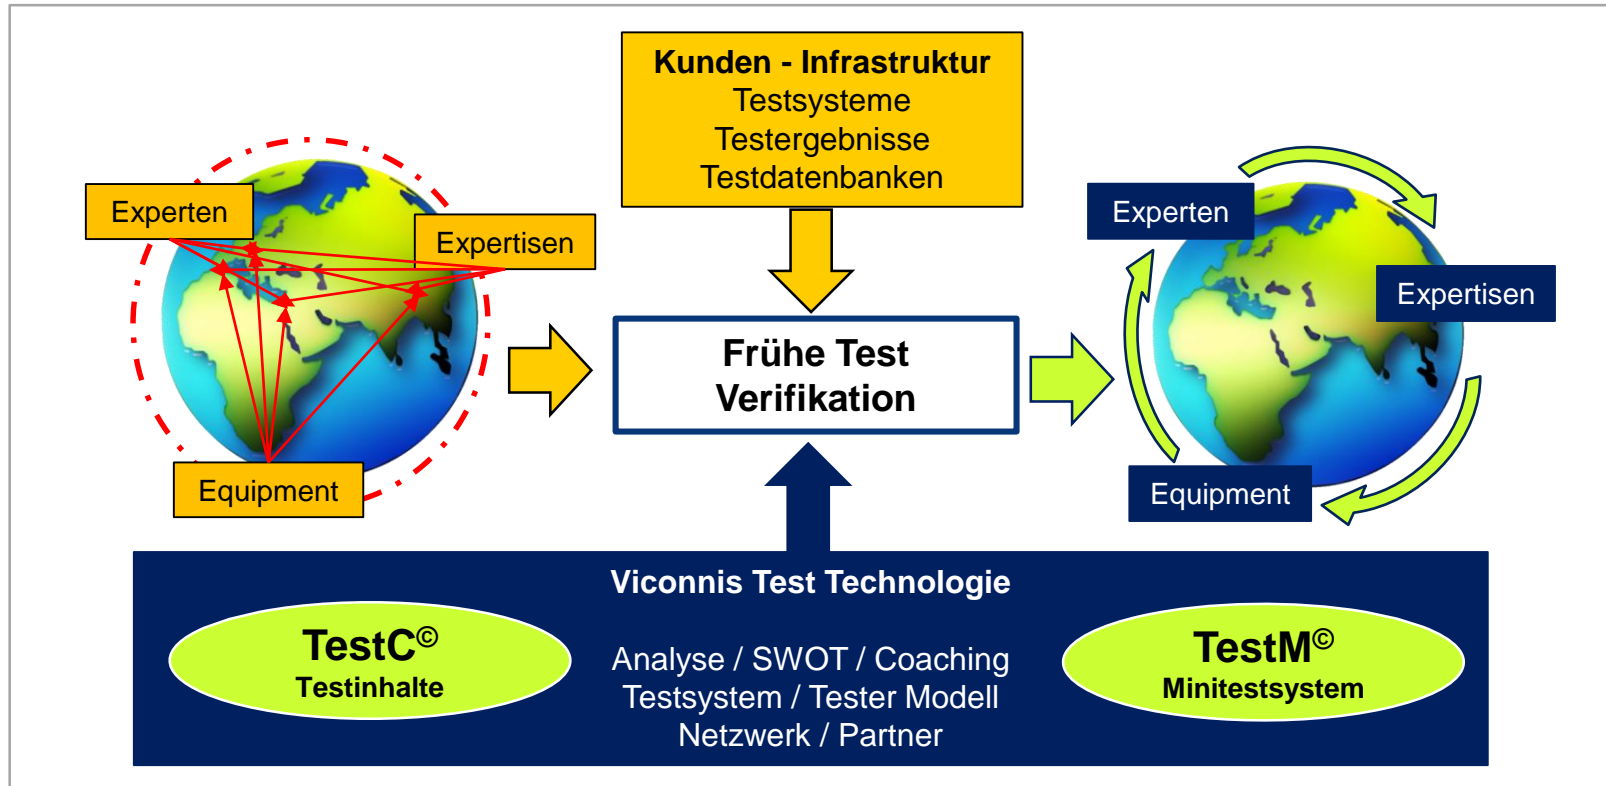 Kunden - Infrastruktur
Testsysteme
Testergebnisse
Testdatenbanken
Experten
Expertisen
Equipment
Frühe Test
Verifikation
Experten
Expertisen
Equipment
Viconnis Test Technologie
TestC©
Testinhalte
Analyse / SWOT / Coaching
Testsystem / Tester Modell
Netzwerk / Partner
TestM©
Minitestsystem